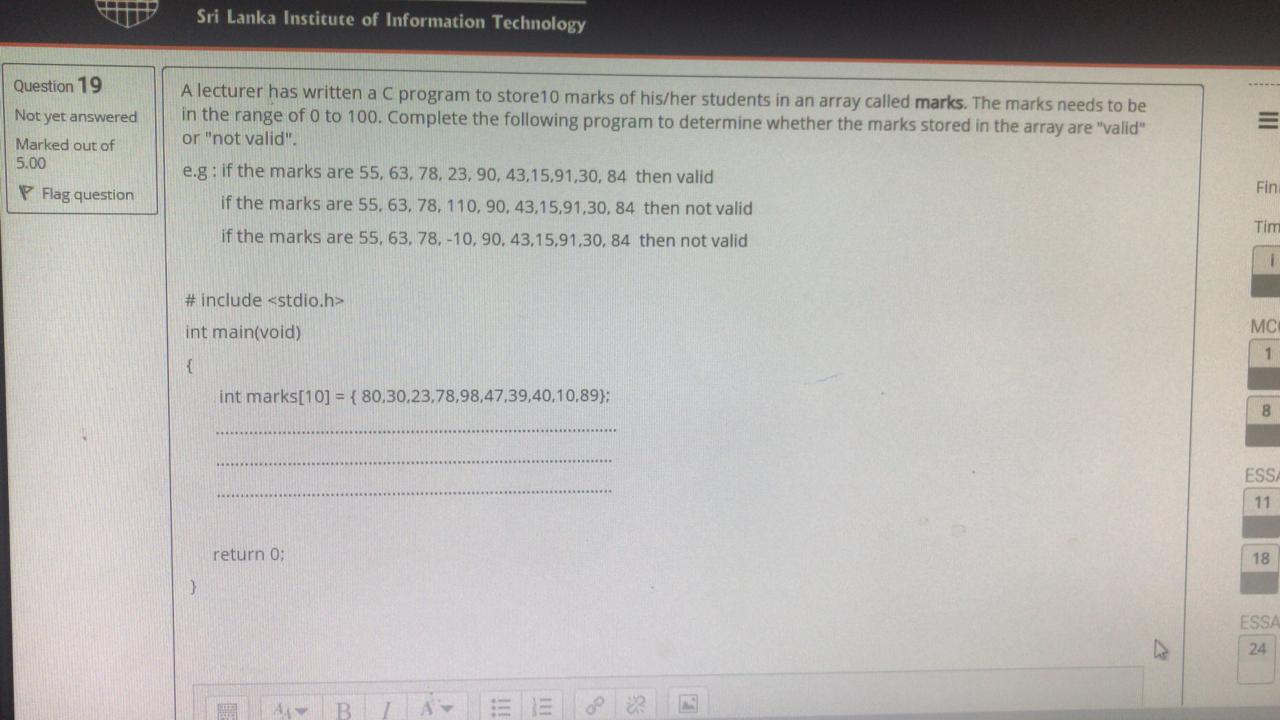 Sri Lanka Institute of Information Technology
Question 19
Not yet answered
Marked out of
5.00
Flag question
A lecturer has written a C program to store10 marks of his/her students in an array called marks. The marks needs to be
in the range of 0 to 100. Complete the following program to determine whether the marks stored in the array are "valid"
or "not valid".
e.g : if the marks are 55, 63, 78, 23, 90, 43,15,91,30, 84 then valid
if the marks are 55, 63, 78, 110, 90, 43,15,91,30, 84 then not valid
if the marks are 55, 63, 78, -10, 90, 43,15,91,30, 84 then not valid
# include <stdio.h>
int main(void)
{
int marks[10] = { 80,30,23,78,98,47,39,40,10,89};
................................................................................
................................................................................
................................................................................
return 0;
}
B I
Fin
Tim
i
MC
1
8
ESSA
11
18
ESSA
24